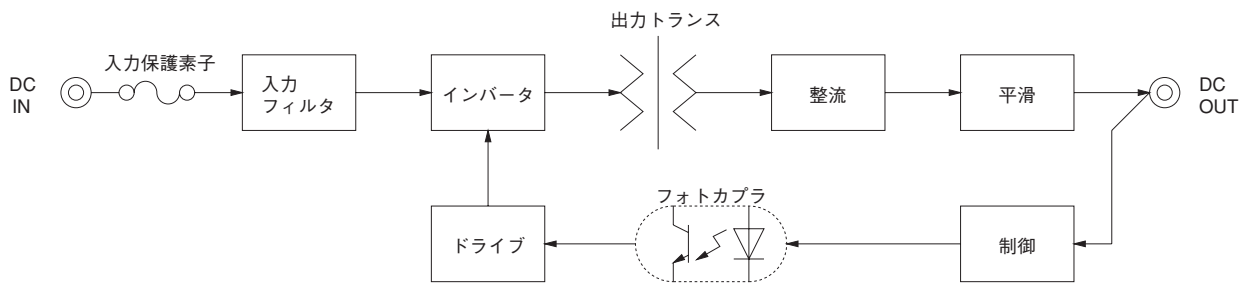 出力トランス
入力保護素子
DC
IN
入力
フィルタ
インバータ
整流
平滑
DC
OUT
フォトカプラ
ドライブ
制御